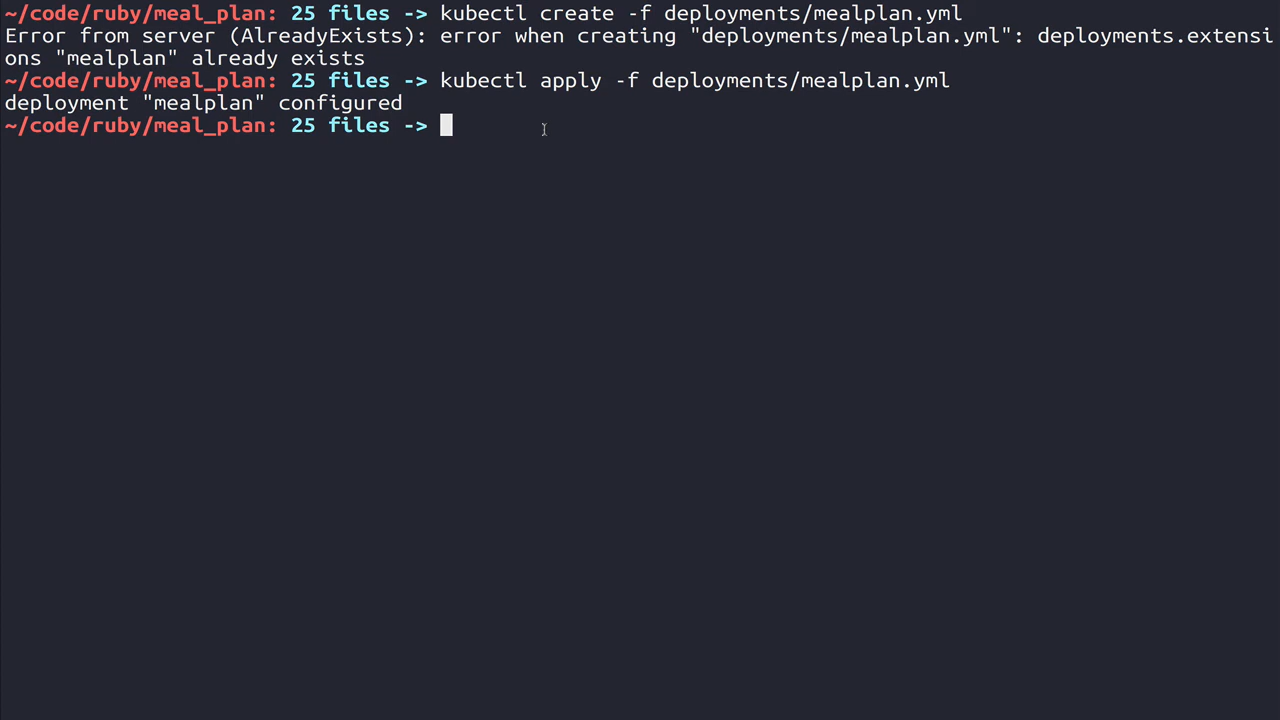 ~/code/ruby/meal_plan: 25 files -> kubectl create -f deployments/mealplan.yml
Error from server (AlreadyExists): error when creating "deployments/mealplan.yml": deployments.extensi
ons "mealplan" already exists
~/code/ruby/meal_plan: 25 files -> kubectl apply -f deployments/mealplan.yml
deployment "mealplan" configured
~/code/ruby/meal_plan: 25 files ->